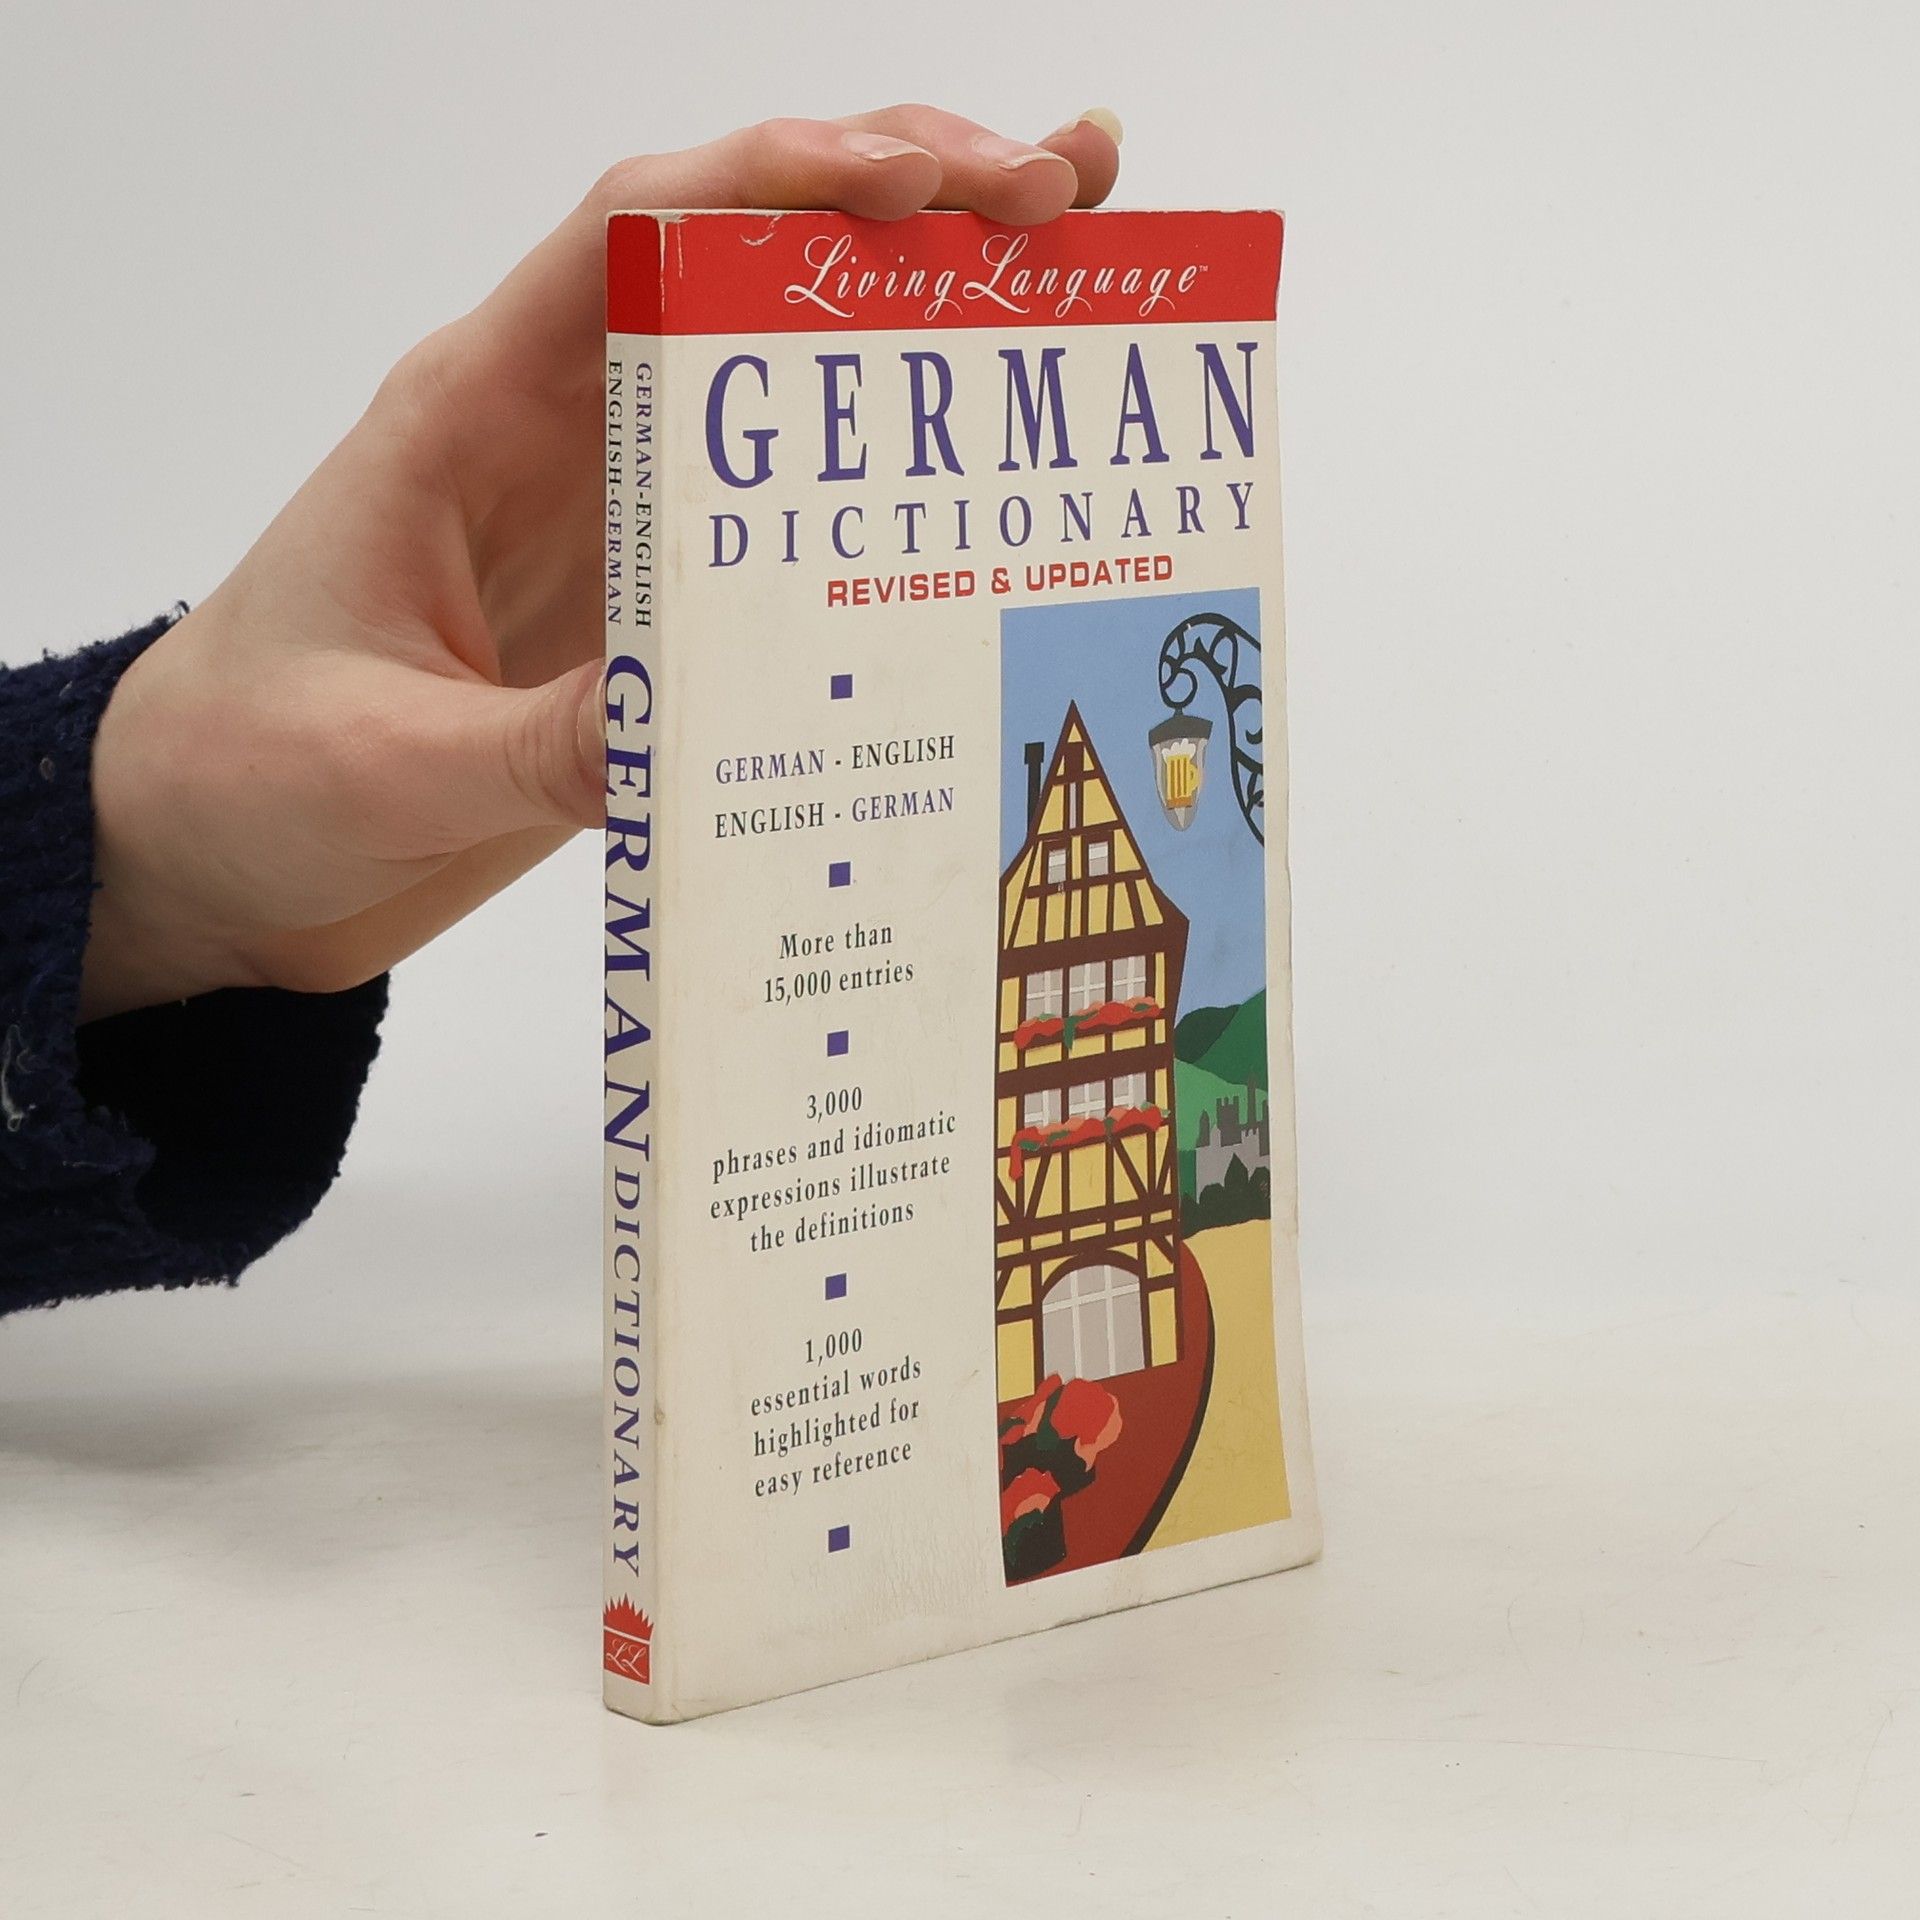 Living Language™
GERMAN
DICTIONARY
REVISED & UPDATED
GERMAN - ENGLISH
ENGLISH - GERMAN
More than
15,000 entries
3,000
phrases and idiomatic
expressions illustrate
the definitions
1,000
essential words
highlighted for
easy reference
GERMAN-ENGLISH
ENGLISH-GERMAN
GERMAN DICTIONARY
LL